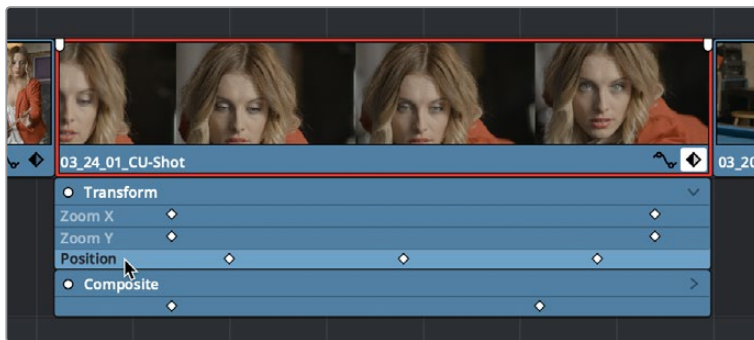 03_24_01_CU-Shot
03_20
Transform
Zoom X
Zoom Y
Position
Composite